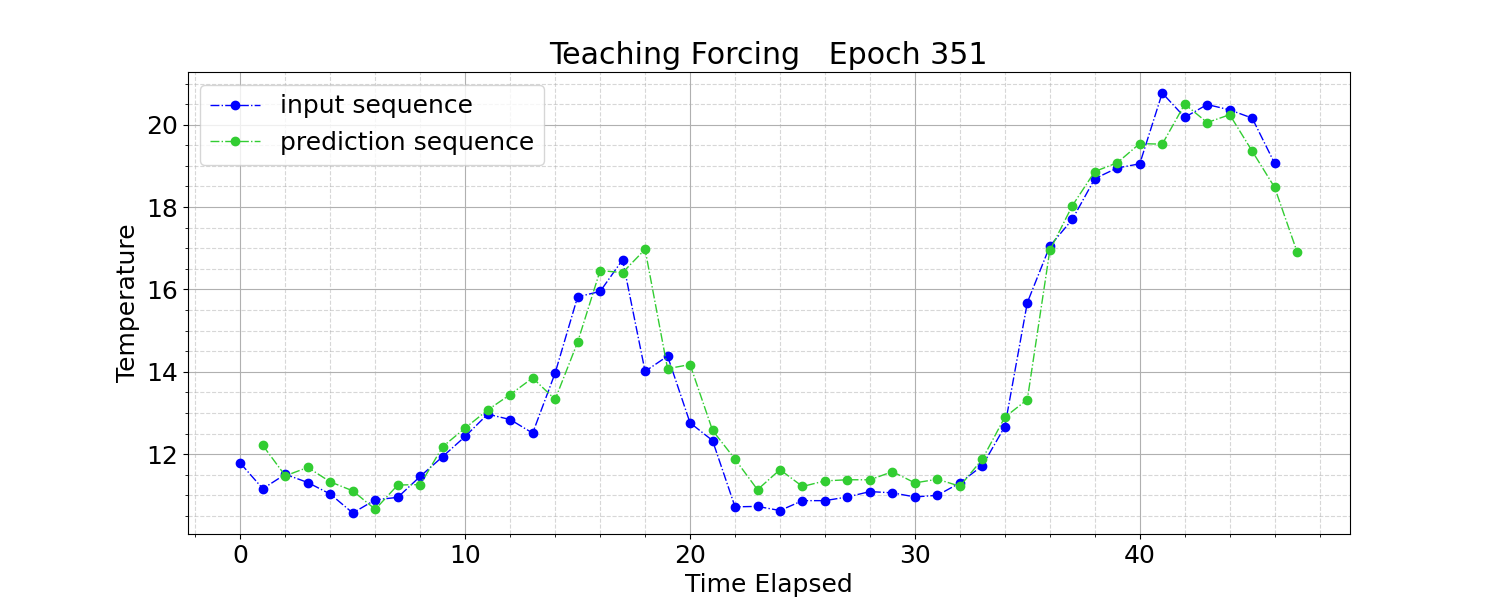 Teaching Forcing   Epoch 351
input sequence
prediction sequence
Temperature
20
18
16
14
12
0 10 20 30 40
Time Elapsed